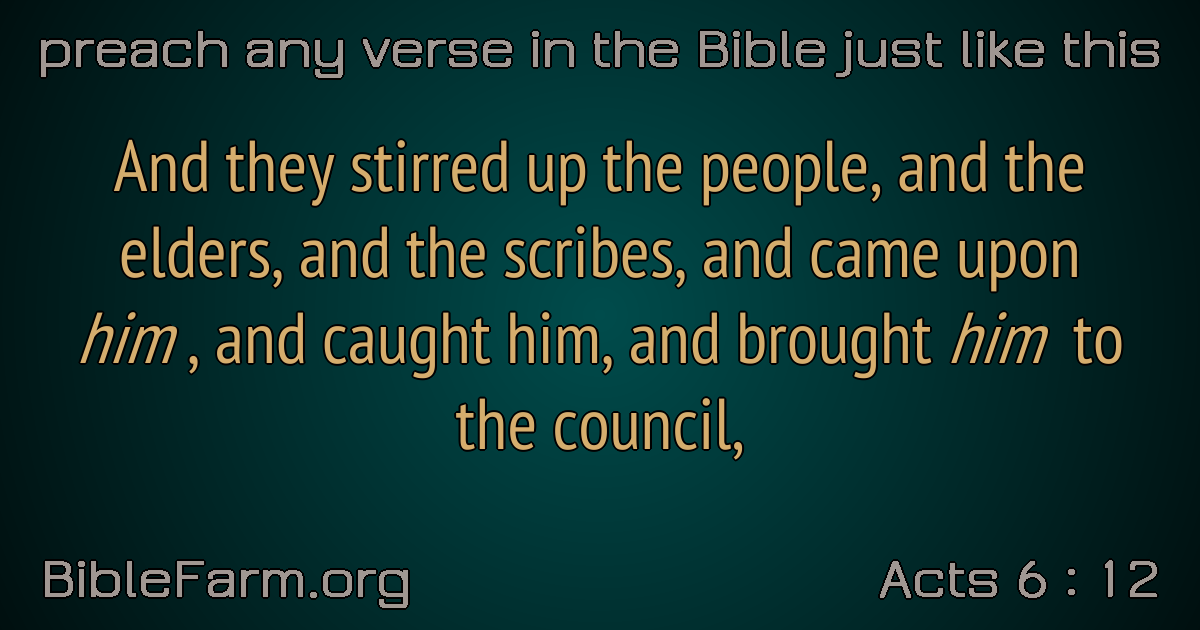 preach any verse in the Bible just like this
And they stirred up the people, and the
elders, and the scribes, and came upon
him , and caught him, and brought him to
the council,
BibleFarm.org
Acts 6 : 12